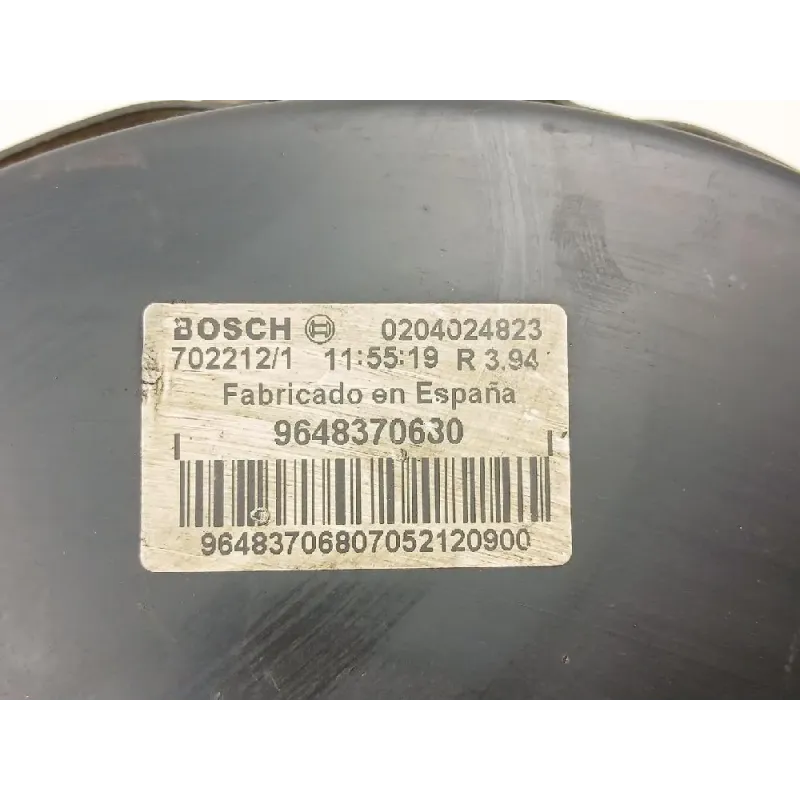 BOSCH 0204024823
702212/1 11:55:19 R 3.94
Fabricado en España
9648370630
96483706807052120900